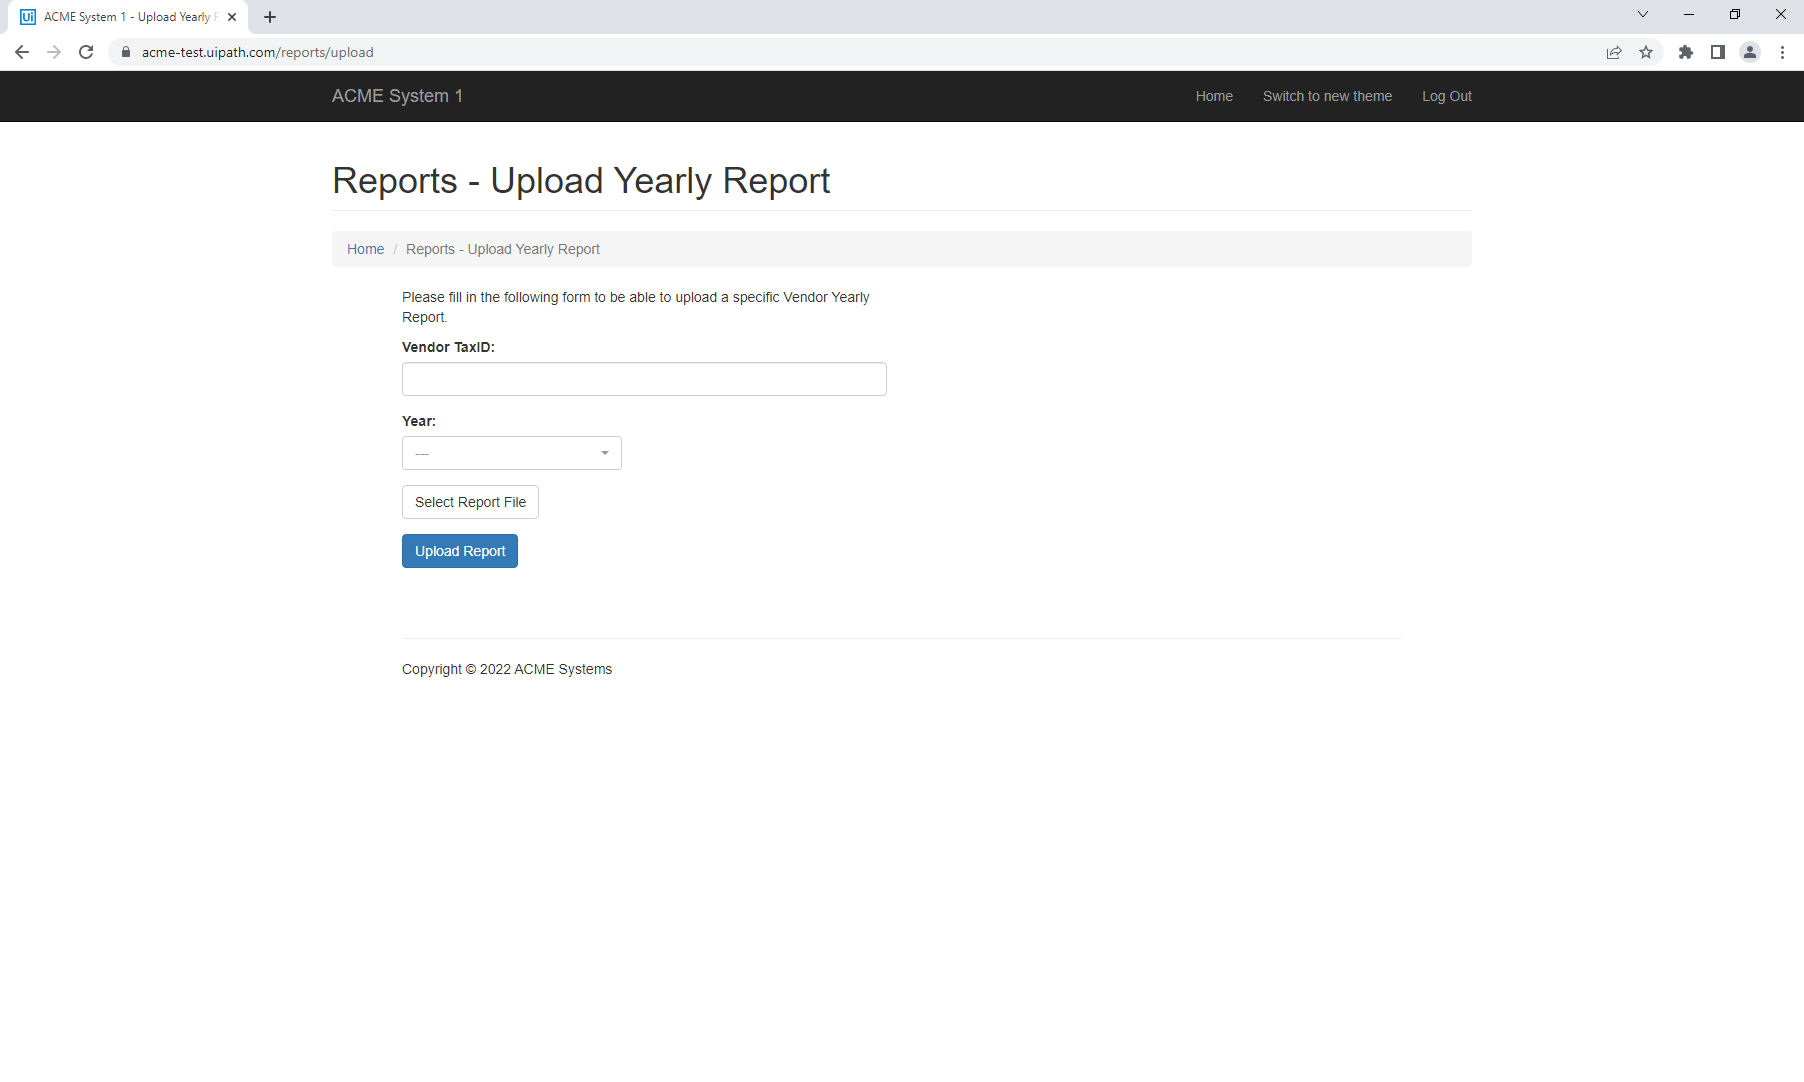 ACME System 1 - Upload Yearly R
acme-test.uipath.com/reports/upload
ACME System 1
Home
Switch to new theme
Log Out
Reports - Upload Yearly Report
Home / Reports - Upload Yearly Report
Please fill in the following form to be able to upload a specific Vendor Yearly
Report.
Vendor TaxID:
Year:
---
Select Report File
Upload Report
Copyright © 2022 ACME Systems